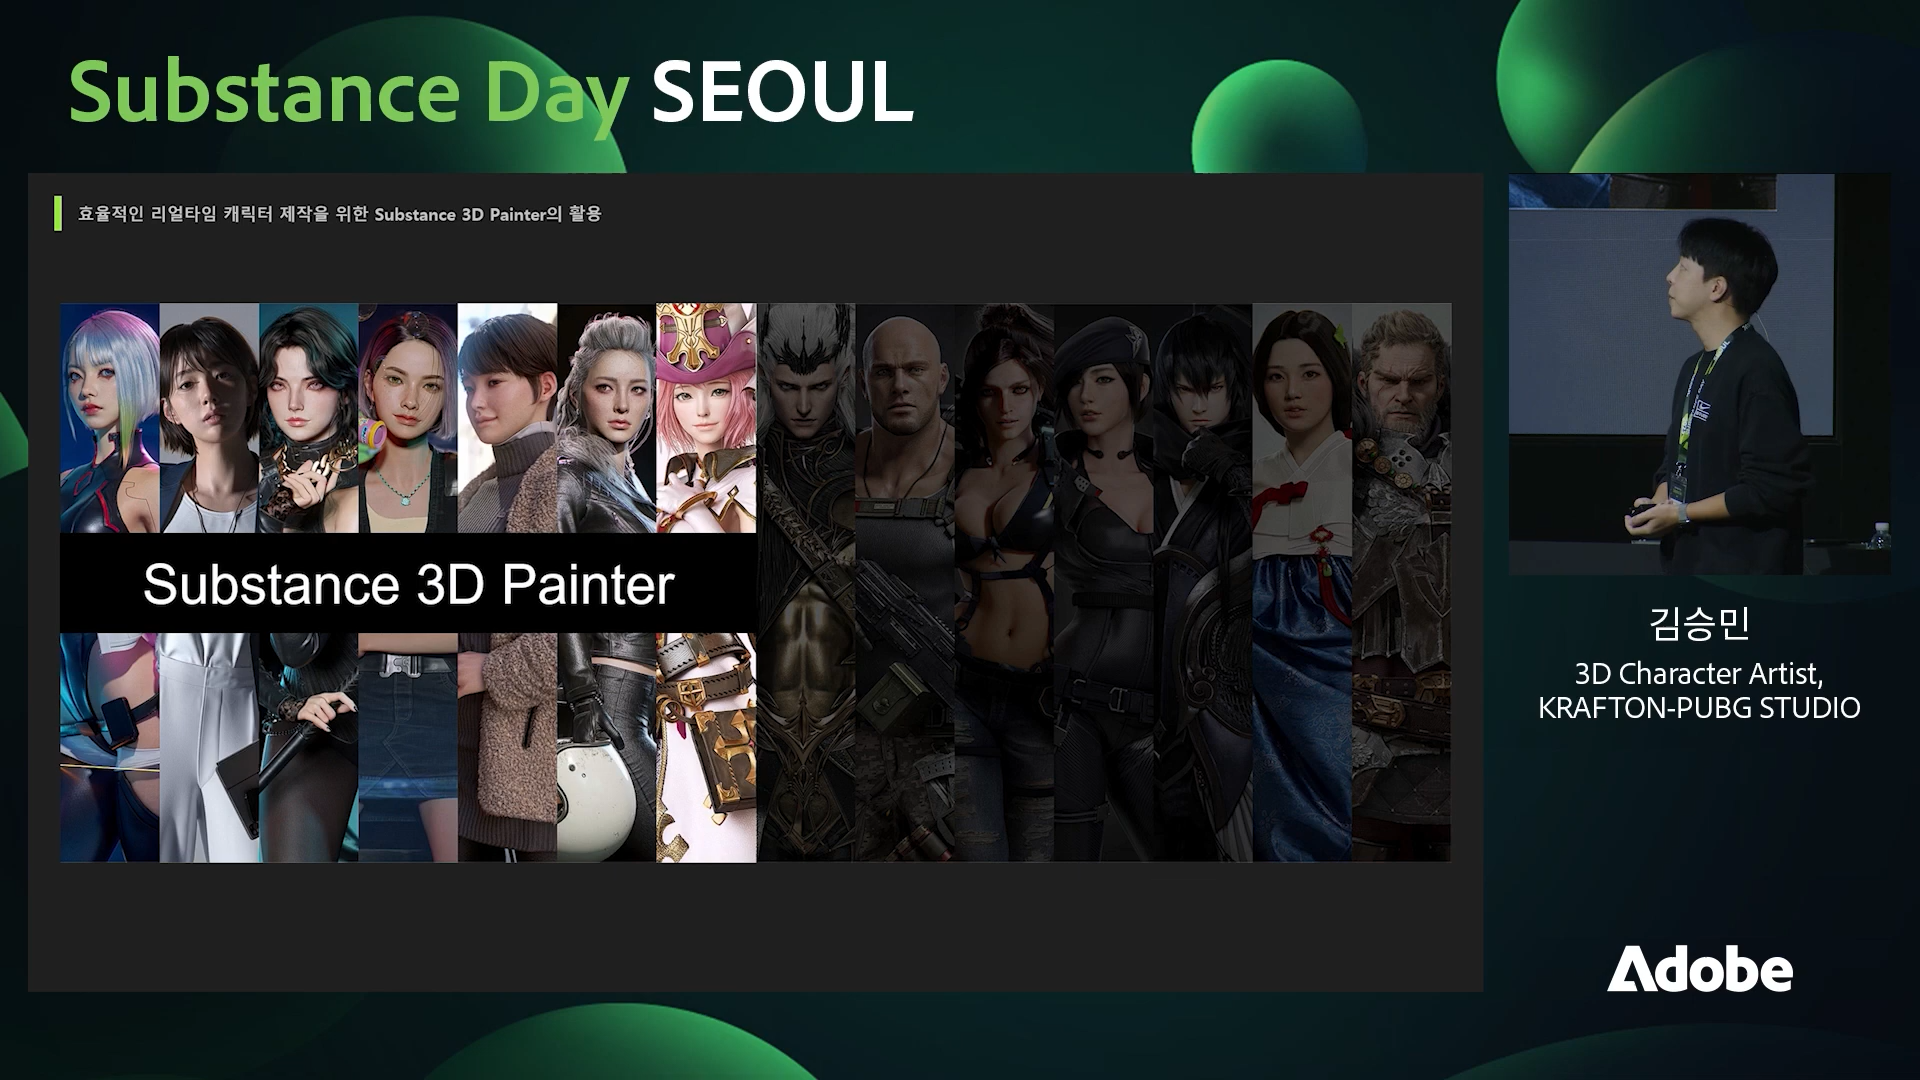 Substance Day SEOUL
효율적인 리얼타임 캐릭터 제작을 위한 Substance 3D Painter의 활용
Substance 3D Painter
김승민
3D Character Artist,
KRAFTON-PUBG STUDIO
Adobe